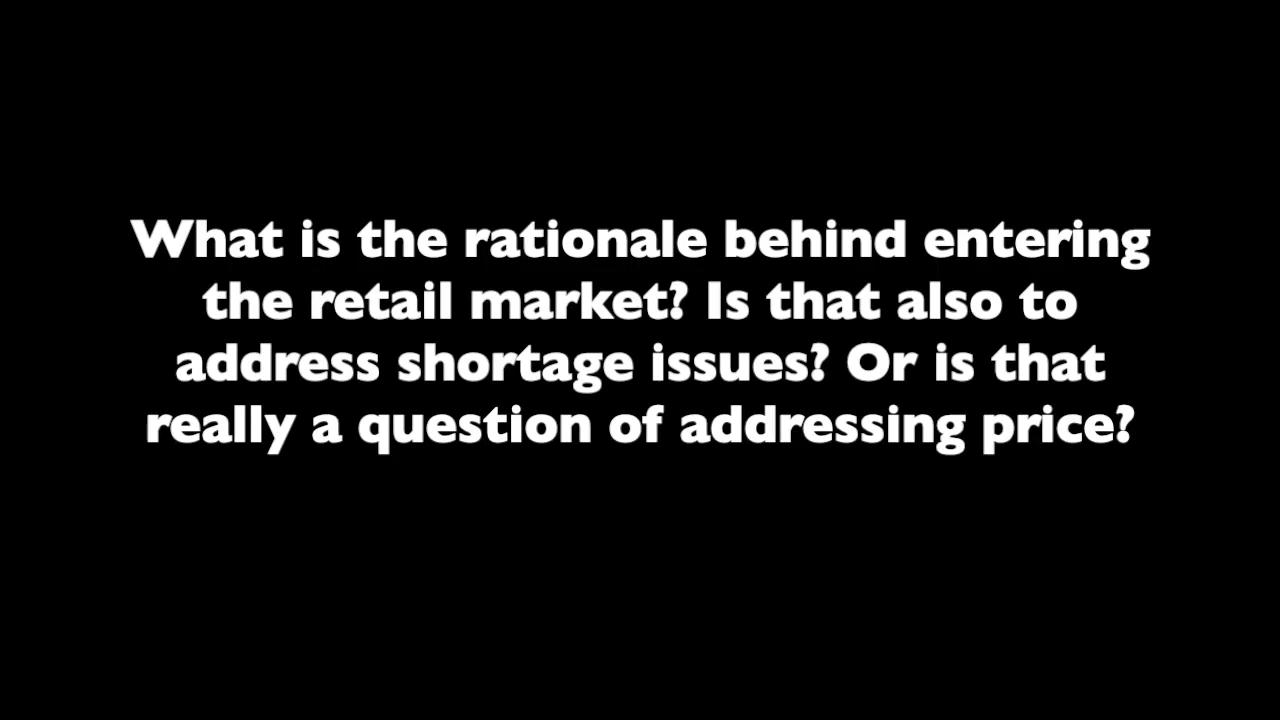 What is the rationale behind entering
the retail market? Is that also to
address shortage issues? Or is that
really a question of addressing price?